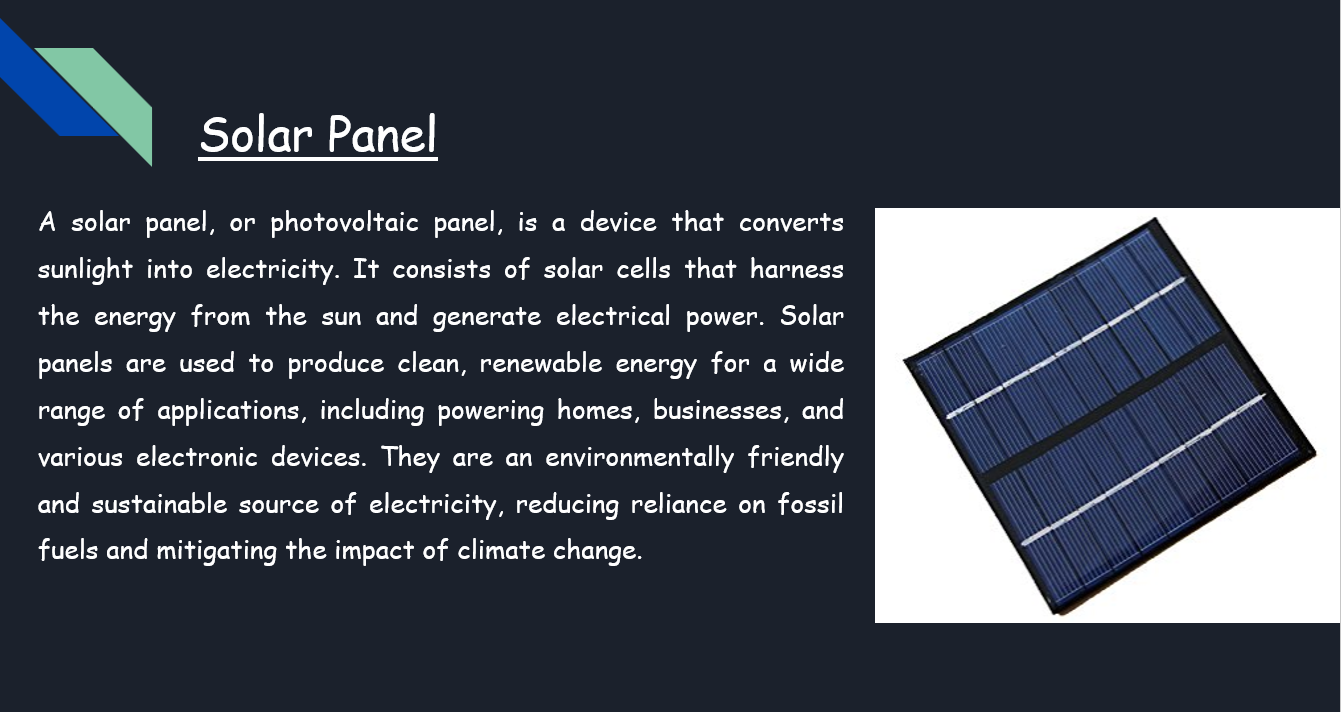 Solar Panel
A solar panel, or photovoltaic panel, is a device that converts
sunlight into electricity. It consists of solar cells that harness
the energy from the sun and generate electrical power. Solar
panels are used to produce clean, renewable energy for a wide
range of applications, including powering homes, businesses, and
various electronic devices. They are an environmentally friendly
and sustainable source of electricity, reducing reliance on fossil
fuels and mitigating the impact of climate change.